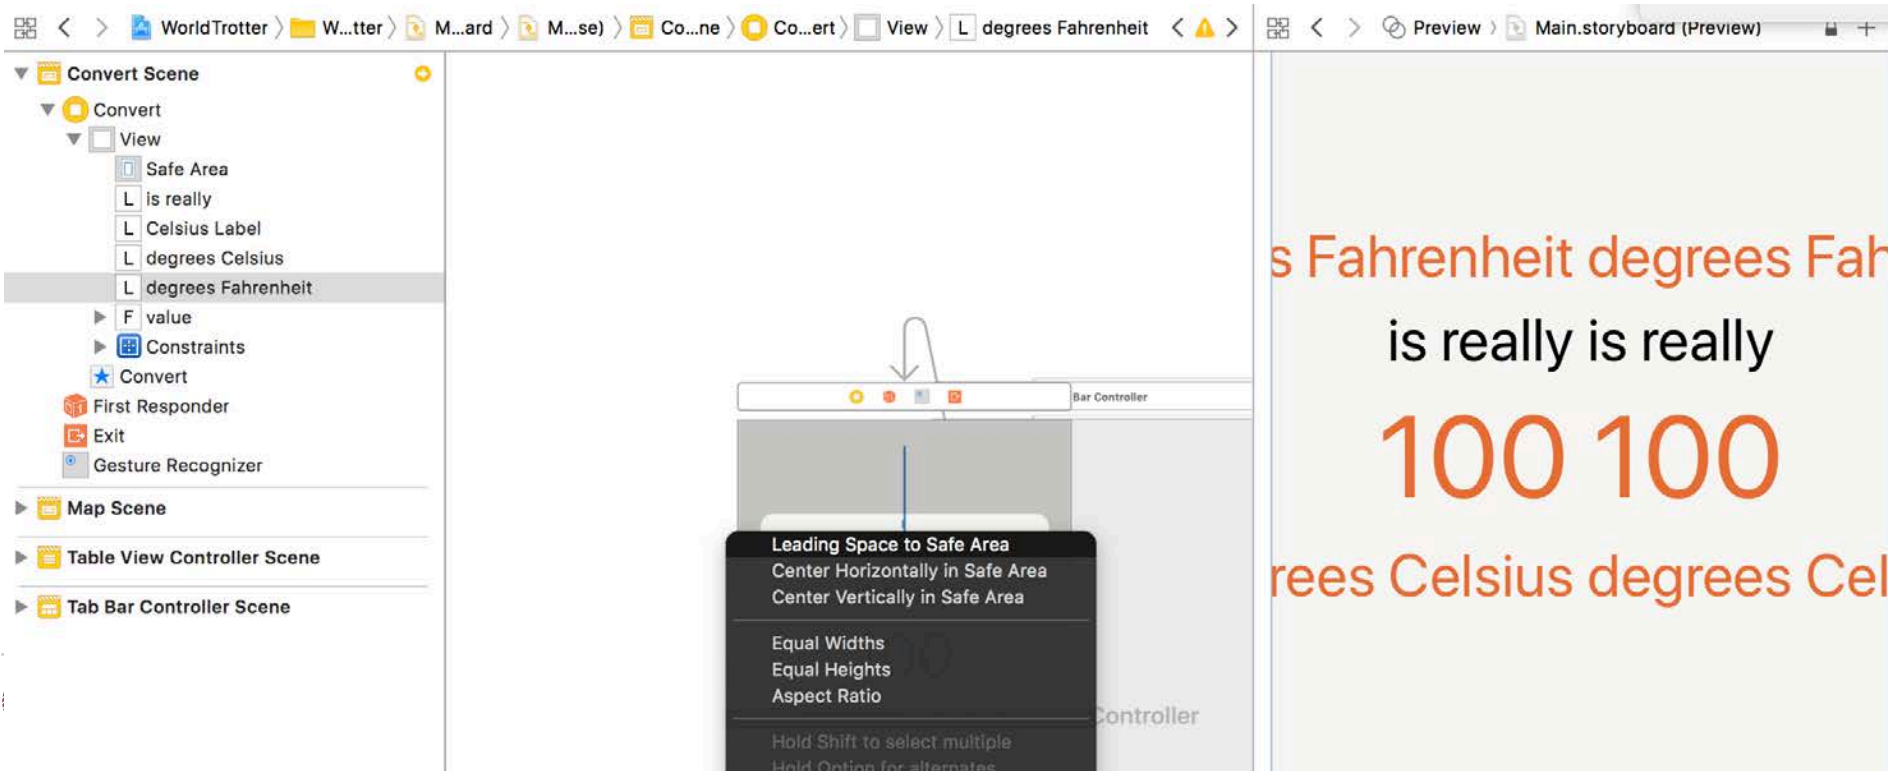 WorldTrotter W...tter M...ard M...se) Co...ne Co...ert View L degrees Fahrenheit
Preview Main.storyboard (Preview)
Convert Scene
Convert
View
Safe Area
L is really
L Celsius Label
L degrees Celsius
L degrees Fahrenheit
F value
Constraints
Convert
First Responder
Exit
Gesture Recognizer
Map Scene
Table View Controller Scene
Tab Bar Controller Scene
Bar Controller
Leading Space to Safe Area
Center Horizontally in Safe Area
Center Vertically in Safe Area
Equal Widths
Equal Heights
Aspect Ratio
Hold Shift to select multiple
Hold Option for alternates
Controller
s Fahrenheit degrees Fah
is really is really
100 100
rees Celsius degrees Cel